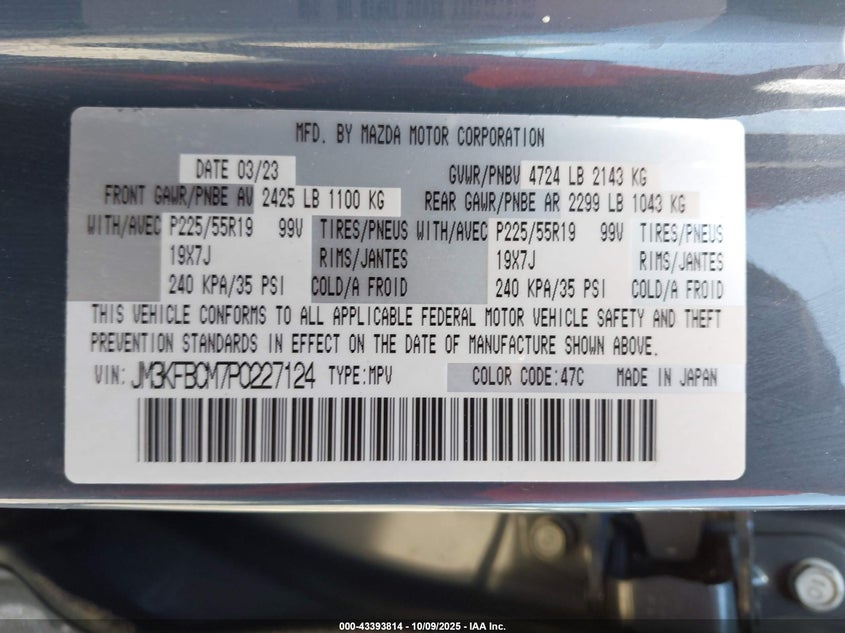 MFD. BY MAZDA MOTOR CORPORATION
DATE 03/23 GVWR/PNBV 4724 LB 2143 KG
FRONT GAWR/PNBE AV 2425 LB 1100 KG REAR GAWR/PNBE AR 2299 LB 1043 KG
WITH/AVEC P225/55R19 99V TIRES/PNEUS WITH/AVEC P225/55R19 99V TIRES/PNEUS
19X7J RIMS/JANTES 19X7J RIMS/JANTES
240 KPA/35 PSI COLD/A FROID 240 KPA/35 PSI COLD/A FROID
THIS VEHICLE CONFORMS TO ALL APPLICABLE FEDERAL MOTOR VEHICLE SAFETY AND THEFT
PREVENTION STANDARDS IN EFFECT ON THE DATE OF MANUFACTURE SHOWN ABOVE.
VIN: JM3KFBCM7P0227124 TYPE:MPV COLOR CODE:47C MADE IN JAPAN
000-43393814 - 10/09/2025 - IAA Inc.